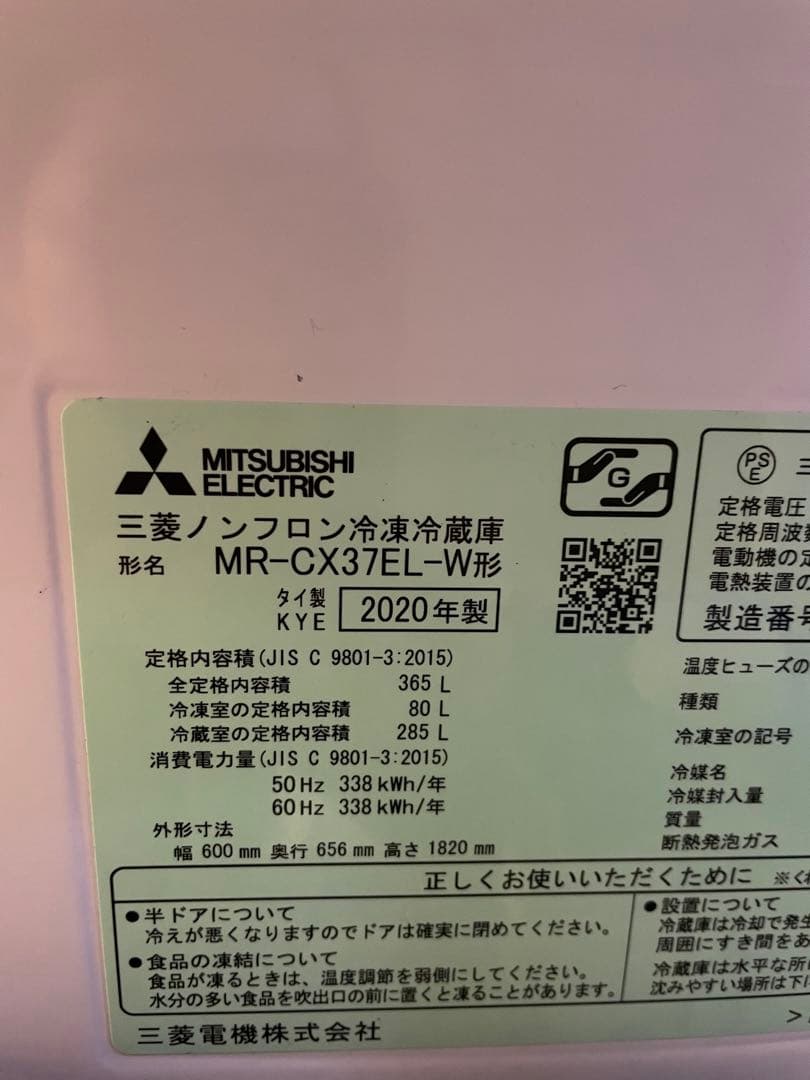 MITSUBISHI
ELECTRIC
三菱ノンフロン冷凍冷蔵庫
形名 MR-CX37EL-W形
タイ製
KYE
2020年製
定格内容積(JIS C 9801-3:2015)
全定格内容積 365 L
冷凍室の定格内容積 80 L
冷蔵室の定格内容積 285 L
消費電力量(JIS C 9801-3:2015)
50Hz 338kWh/年
60Hz 338kWh/年
外形寸法
幅 600mm 奥行 656mm 高さ 1820mm
G
PS
E
三
定格電圧
定格周波数
電動機の定
電熱装置の
製造番号
温度ヒューズの
種類
冷凍室の記号
冷媒名
冷媒封入量
質量
断熱発泡ガス
正しくお使いいただくために ※くわ
●半ドアについて
冷えが悪くなりますのでドアは確実に閉めてください。
●食品の凍結について
食品が凍るときは、温度調節を弱側にしてください。
水分の多い食品を吹出口の前に置くと凍ることがあります。
●設置について
冷蔵庫は冷却で発生
周囲にすき間をあ
冷蔵庫は水平な所に
沈みやすい場所は下に
三菱電機株式会社
>